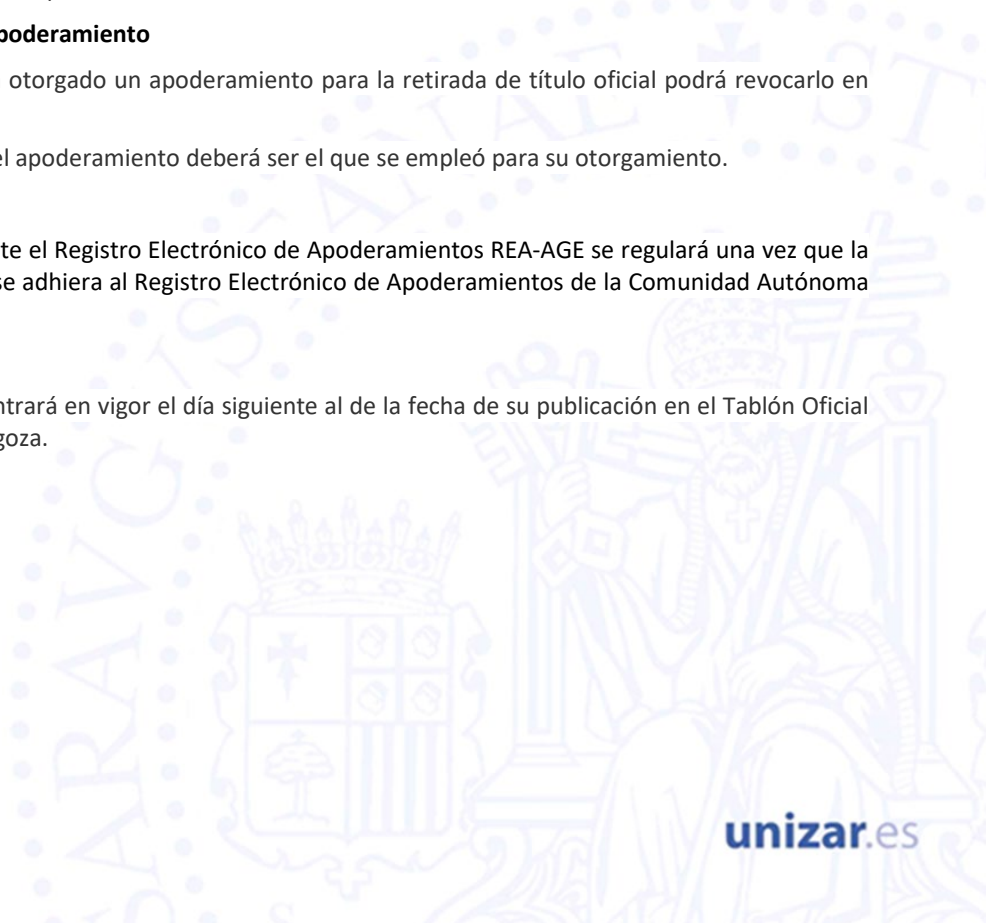 poderamiento
otorgado un apoderamiento para la retirada de título oficial podrá revocarlo en
el apoderamiento deberá ser el que se empleó para su otorgamiento.
te el Registro Electrónico de Apoderamientos REA-AGE se regulará una vez que la
se adhiera al Registro Electrónico de Apoderamientos de la Comunidad Autónoma
ntrará en vigor el día siguiente al de la fecha de su publicación en el Tablón Oficial
goza.
unizar.es